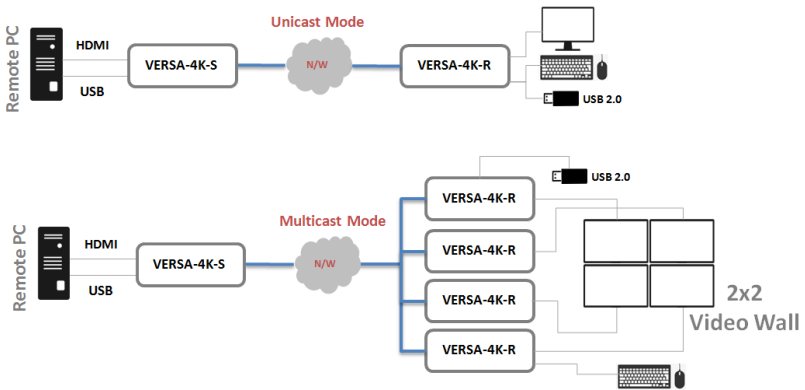 Unicast Mode
Remote PC
HDMI
USB
VERSA-4K-S
N/W
VERSA-4K-R
USB 2.0
Multicast Mode
Remote PC
HDMI
USB
VERSA-4K-S
N/W
VERSA-4K-R
USB 2.0
VERSA-4K-R
VERSA-4K-R
VERSA-4K-R
2x2
Video Wall